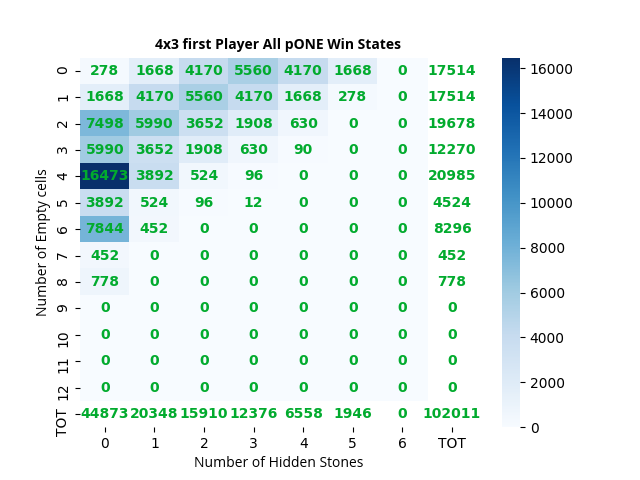 4x3 first Player All pONE Win States
0 278 1668 4170 5560 4170 1668 0 17514
1 1668 4170 5560 4170 1668 278 0 17514
2 7498 5990 3652 1908 630 0 0 19678
3 5990 3652 1908 630 90 0 0 12270
4 16473 3892 524 96 0 0 0 20985
5 3892 524 96 12 0 0 0 4524
6 7844 452 0 0 0 0 0 8296
7 452 0 0 0 0 0 0 452
8 778 0 0 0 0 0 0 778
9 0 0 0 0 0 0 0 0
10 0 0 0 0 0 0 0 0
11 0 0 0 0 0 0 0 0
12 0 0 0 0 0 0 0 0
TOT 44873 20348 15910 12376 6558 1946 0 102011
0 1 2 3 4 5 6 TOT
Number of Hidden Stones
Number of Empty cells
16000
14000
12000
10000
8000
6000
4000
2000
0